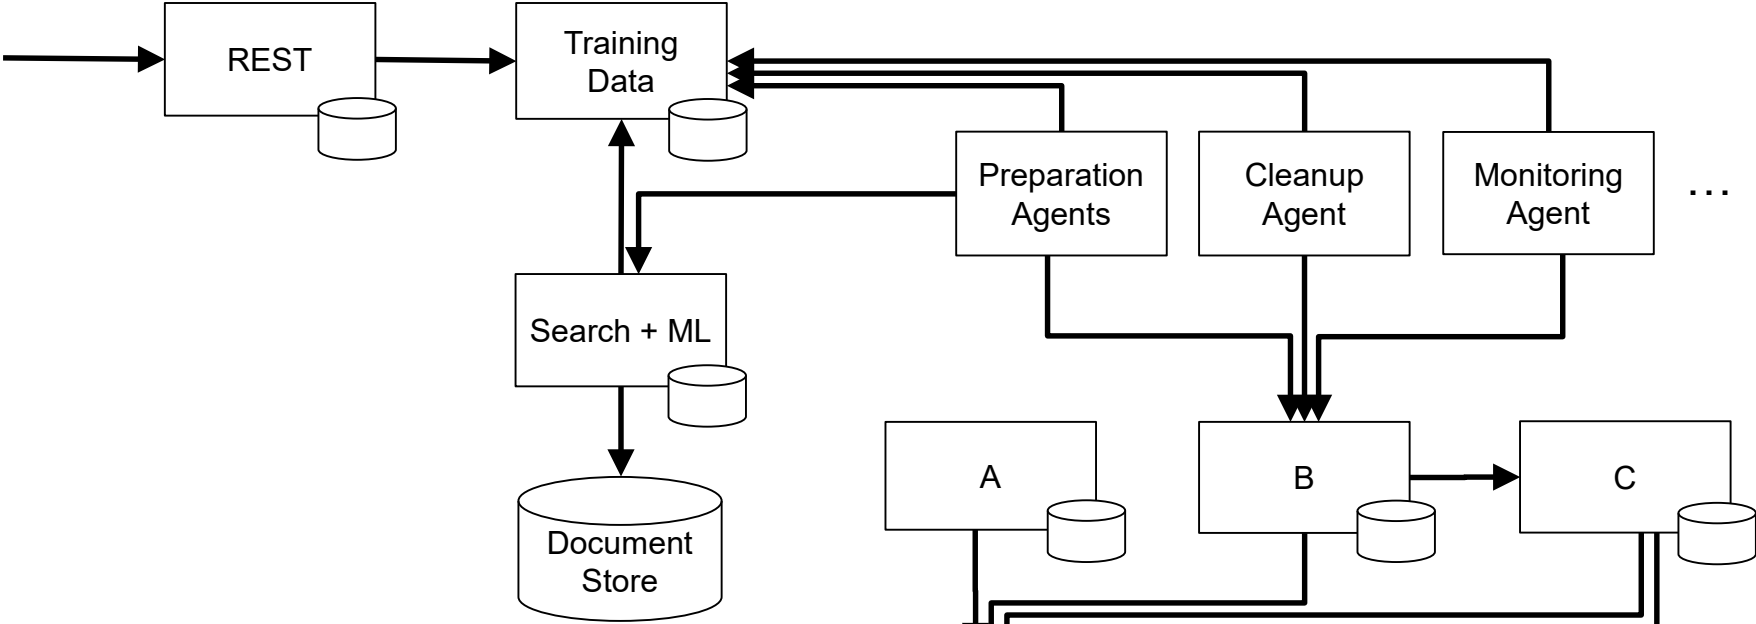 REST
Training
Data
Preparation
Agents
Cleanup
Agent
Monitoring
Agent
...
Search + ML
A
B
C
Document
Store